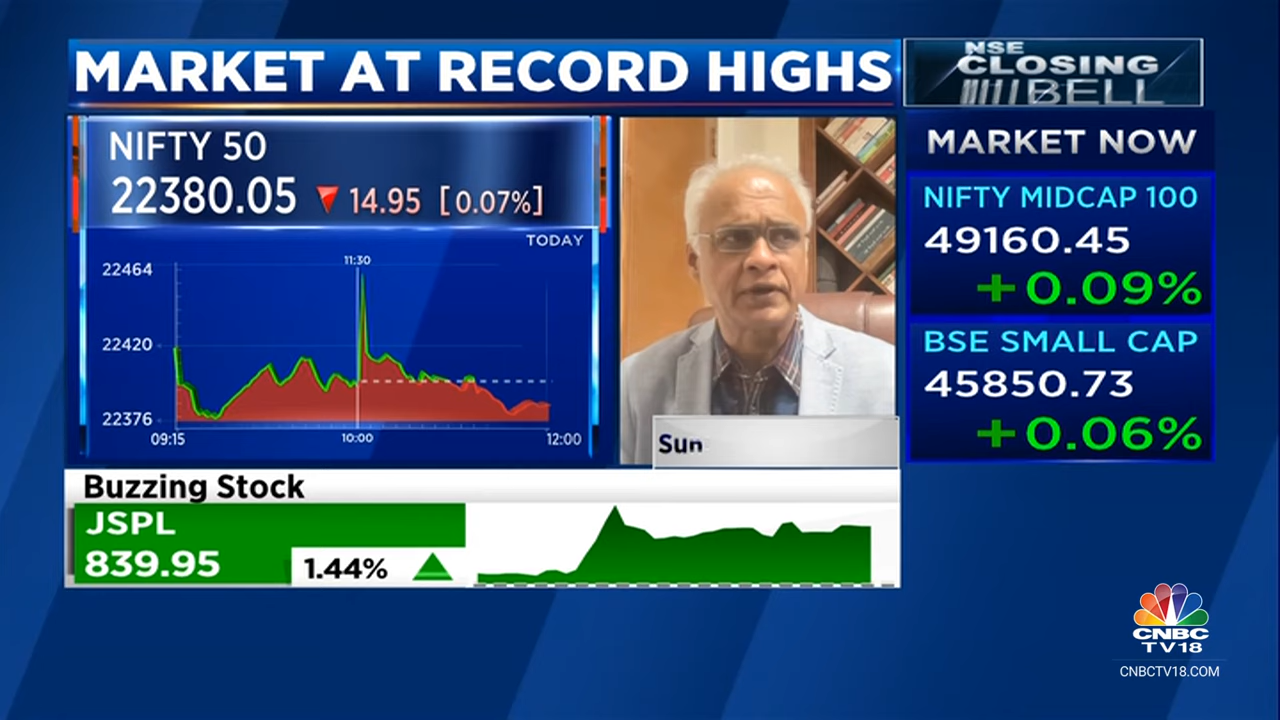 MARKET AT RECORD HIGHS
NSE
CLOSING
BELL
NIFTY 50
22380.05 ▼ 14.95 [0.07%]
TODAY
11:30
22464
22420
22376
09:15 10:00 12:00
Sun
MARKET NOW
NIFTY MIDCAP 100
49160.45
+0.09%
BSE SMALL CAP
45850.73
+0.06%
Buzzing Stock
JSPL
839.95 1.44% ▲
CNBC
TV18
CNBCTV18.COM